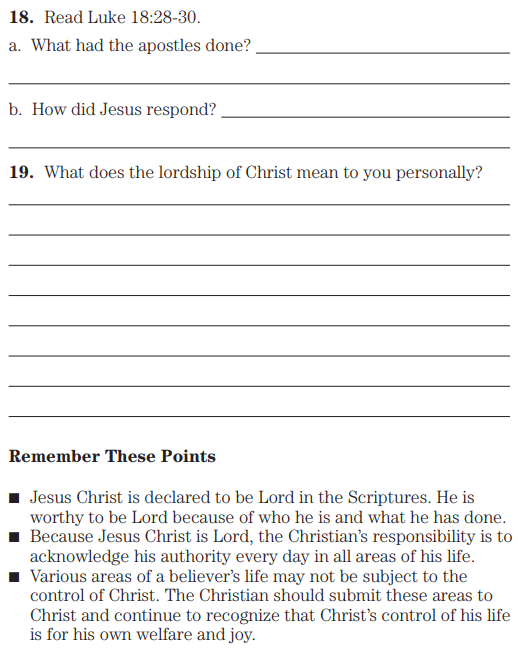 18. Read Luke 18:28-30.
a. What had the apostles done?
b. How did Jesus respond?
19. What does the lordship of Christ mean to you personally?
Remember These Points
■ Jesus Christ is declared to be Lord in the Scriptures. He is
worthy to be Lord because of who he is and what he has done.
■ Because Jesus Christ is Lord, the Christian’s responsibility is to
acknowledge his authority every day in all areas of his life.
■ Various areas of a believer’s life may not be subject to the
control of Christ. The Christian should submit these areas to
Christ and continue to recognize that Christ’s control of his life
is for his own welfare and joy.